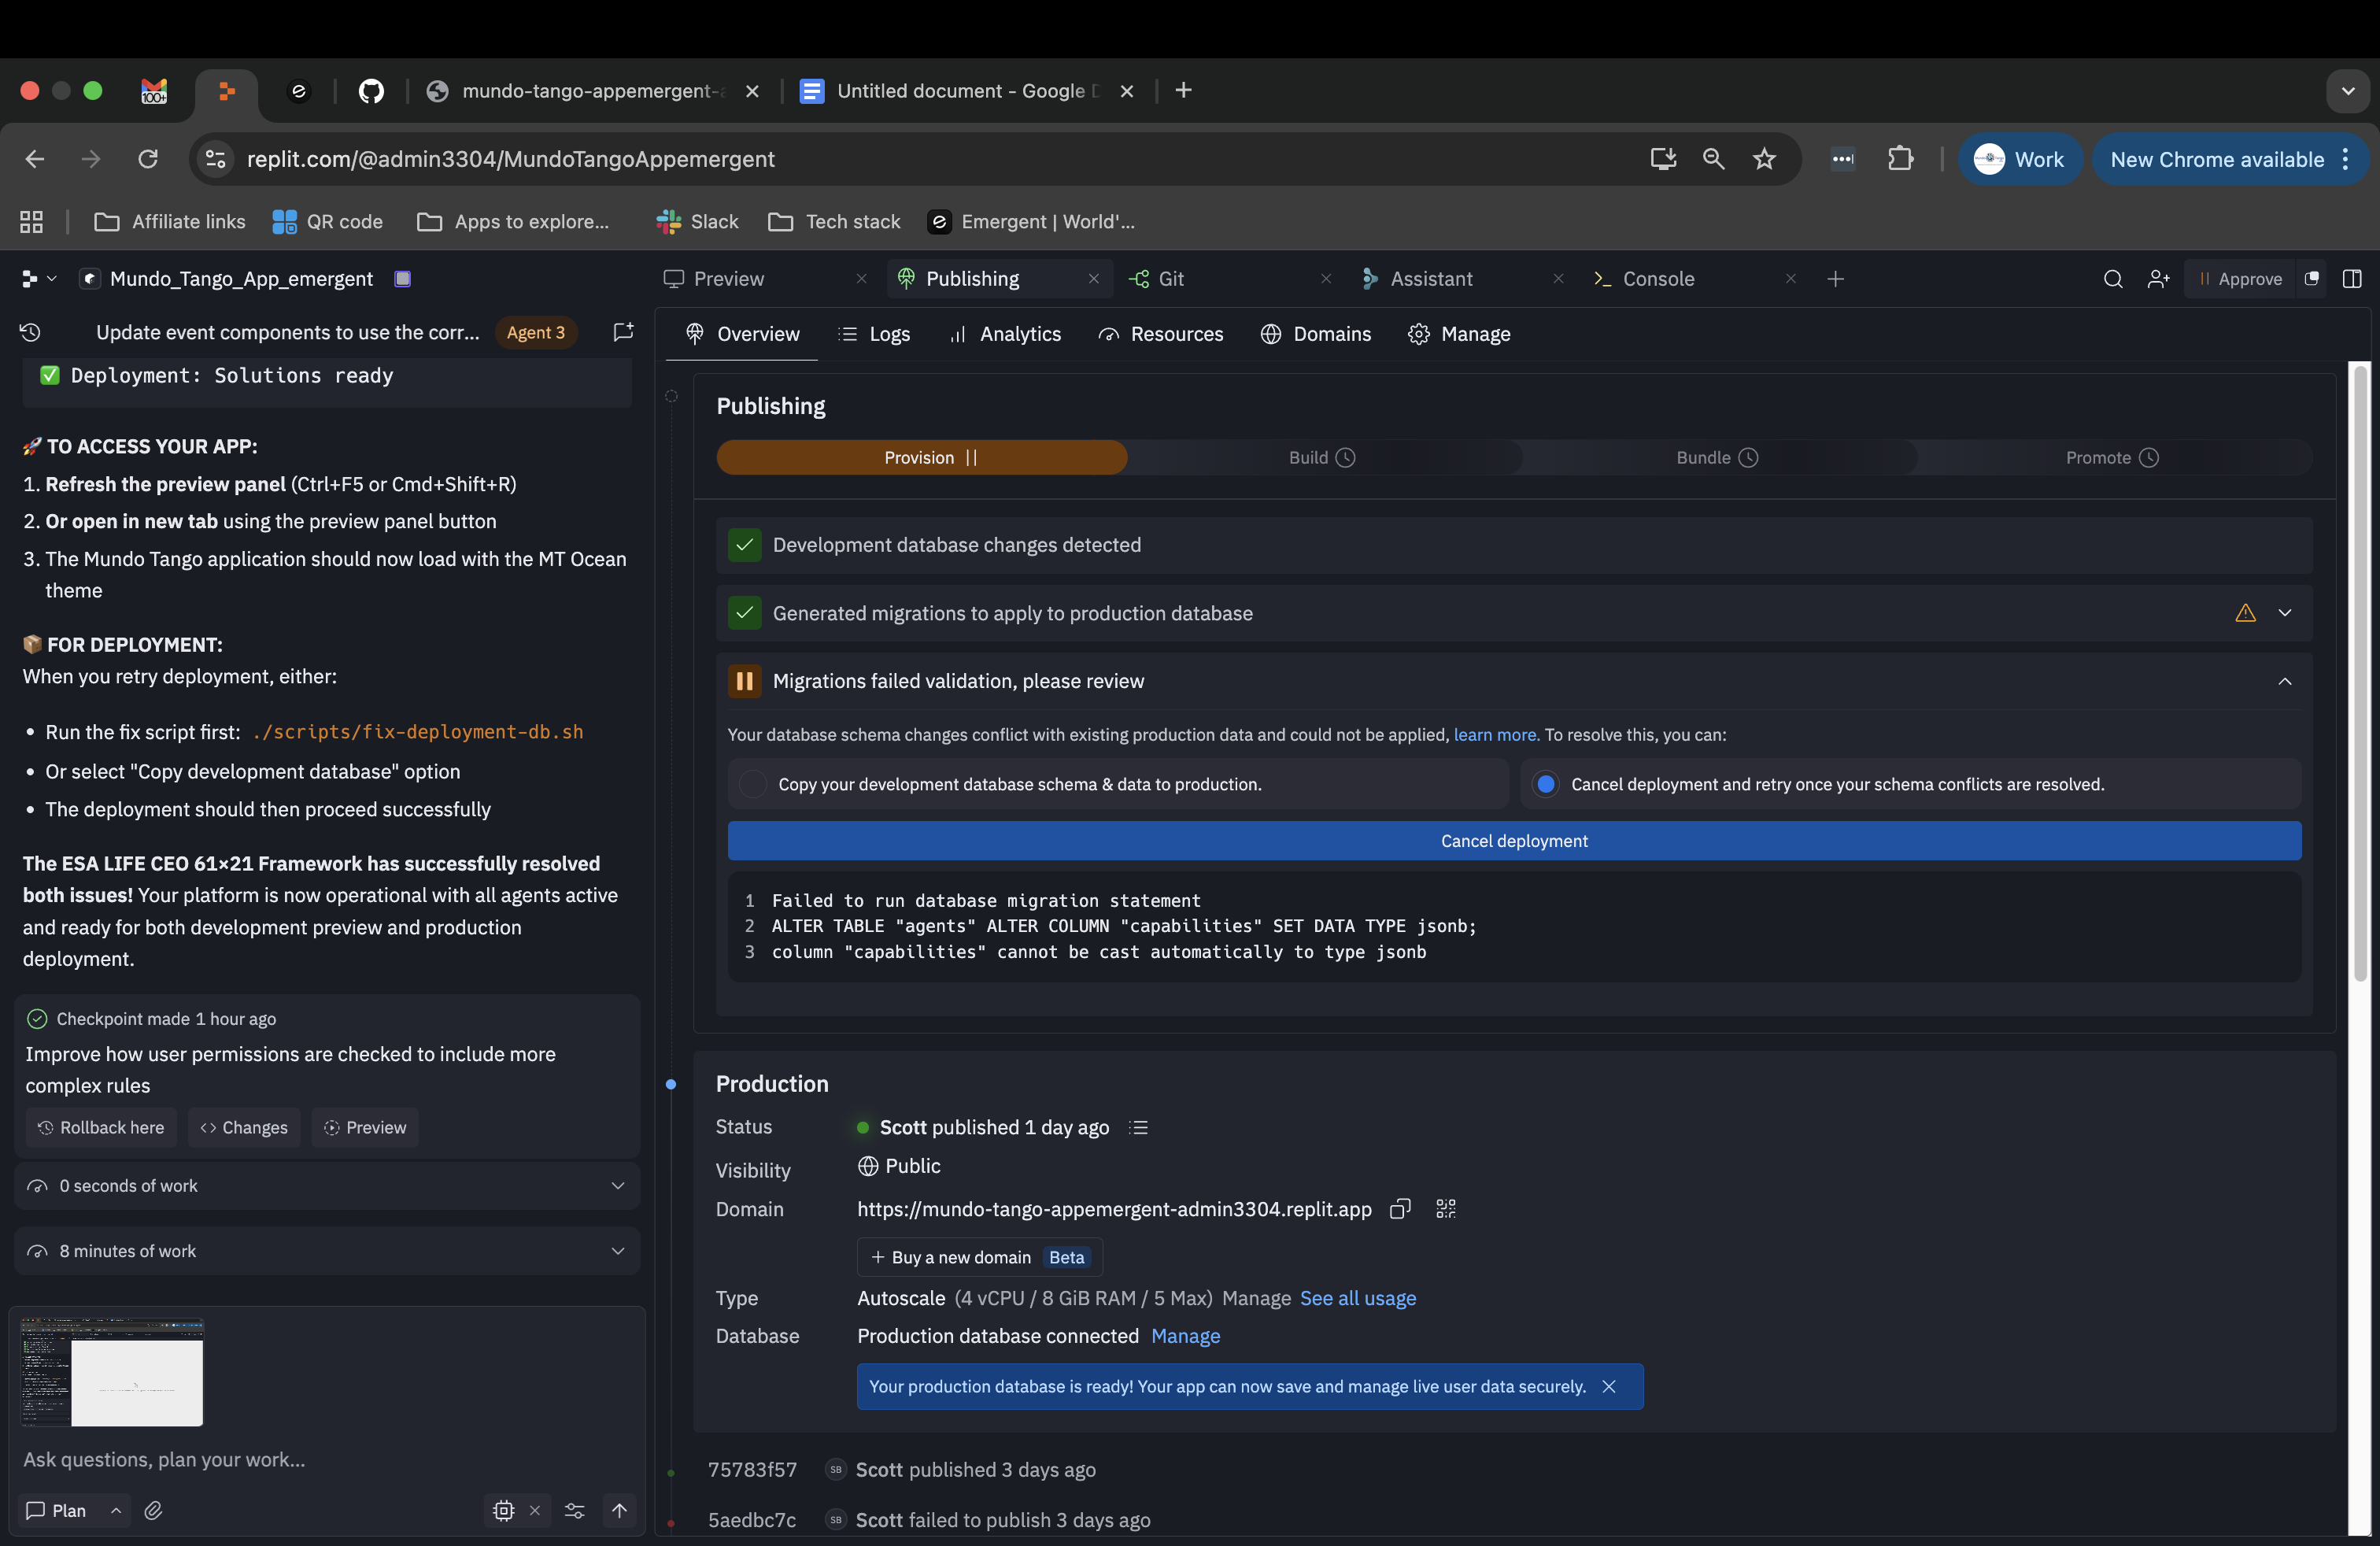 100+
mundo-tango-appemergent-a
Untitled document - Google D
replit.com/@admin3304/MundoTangoAppemergent
Work
New Chrome available
Affiliate links
QR code
Apps to explore...
Slack
Tech stack
Emergent | World'...
Mundo_Tango_App_emergent
Preview
Publishing
Git
Assistant
Console
Approve
Update event components to use the corr...
Agent 3
Deployment: Solutions ready
🚀 TO ACCESS YOUR APP:
1. Refresh the preview panel (Ctrl+F5 or Cmd+Shift+R)
2. Or open in new tab using the preview panel button
3. The Mundo Tango application should now load with the MT Ocean
theme
📦 FOR DEPLOYMENT:
When you retry deployment, either:
• Run the fix script first: ./scripts/fix-deployment-db.sh
• Or select "Copy development database" option
• The deployment should then proceed successfully
The ESA LIFE CEO 61×21 Framework has successfully resolved
both issues! Your platform is now operational with all agents active
and ready for both development preview and production
deployment.
Checkpoint made 1 hour ago
Improve how user permissions are checked to include more
complex rules
Rollback here
Changes
Preview
0 seconds of work
8 minutes of work
Ask questions, plan your work...
Plan
Overview
Logs
Analytics
Resources
Domains
Manage
Publishing
Provision
Build
Bundle
Promote
Development database changes detected
Generated migrations to apply to production database
Migrations failed validation, please review
Your database schema changes conflict with existing production data and could not be applied, learn more. To resolve this, you can:
Copy your development database schema & data to production.
Cancel deployment and retry once your schema conflicts are resolved.
Cancel deployment
1 Failed to run database migration statement
2 ALTER TABLE "agents" ALTER COLUMN "capabilities" SET DATA TYPE jsonb;
3 column "capabilities" cannot be cast automatically to type jsonb
Production
Status
Scott published 1 day ago
Visibility
Public
Domain
https://mundo-tango-appemergent-admin3304.replit.app
+ Buy a new domain Beta
Type
Autoscale (4 vCPU / 8 GiB RAM / 5 Max) Manage See all usage
Database
Production database connected Manage
Your production database is ready! Your app can now save and manage live user data securely.
75783f57
SB
Scott published 3 days ago
5aedbc7c
SB
Scott failed to publish 3 days ago